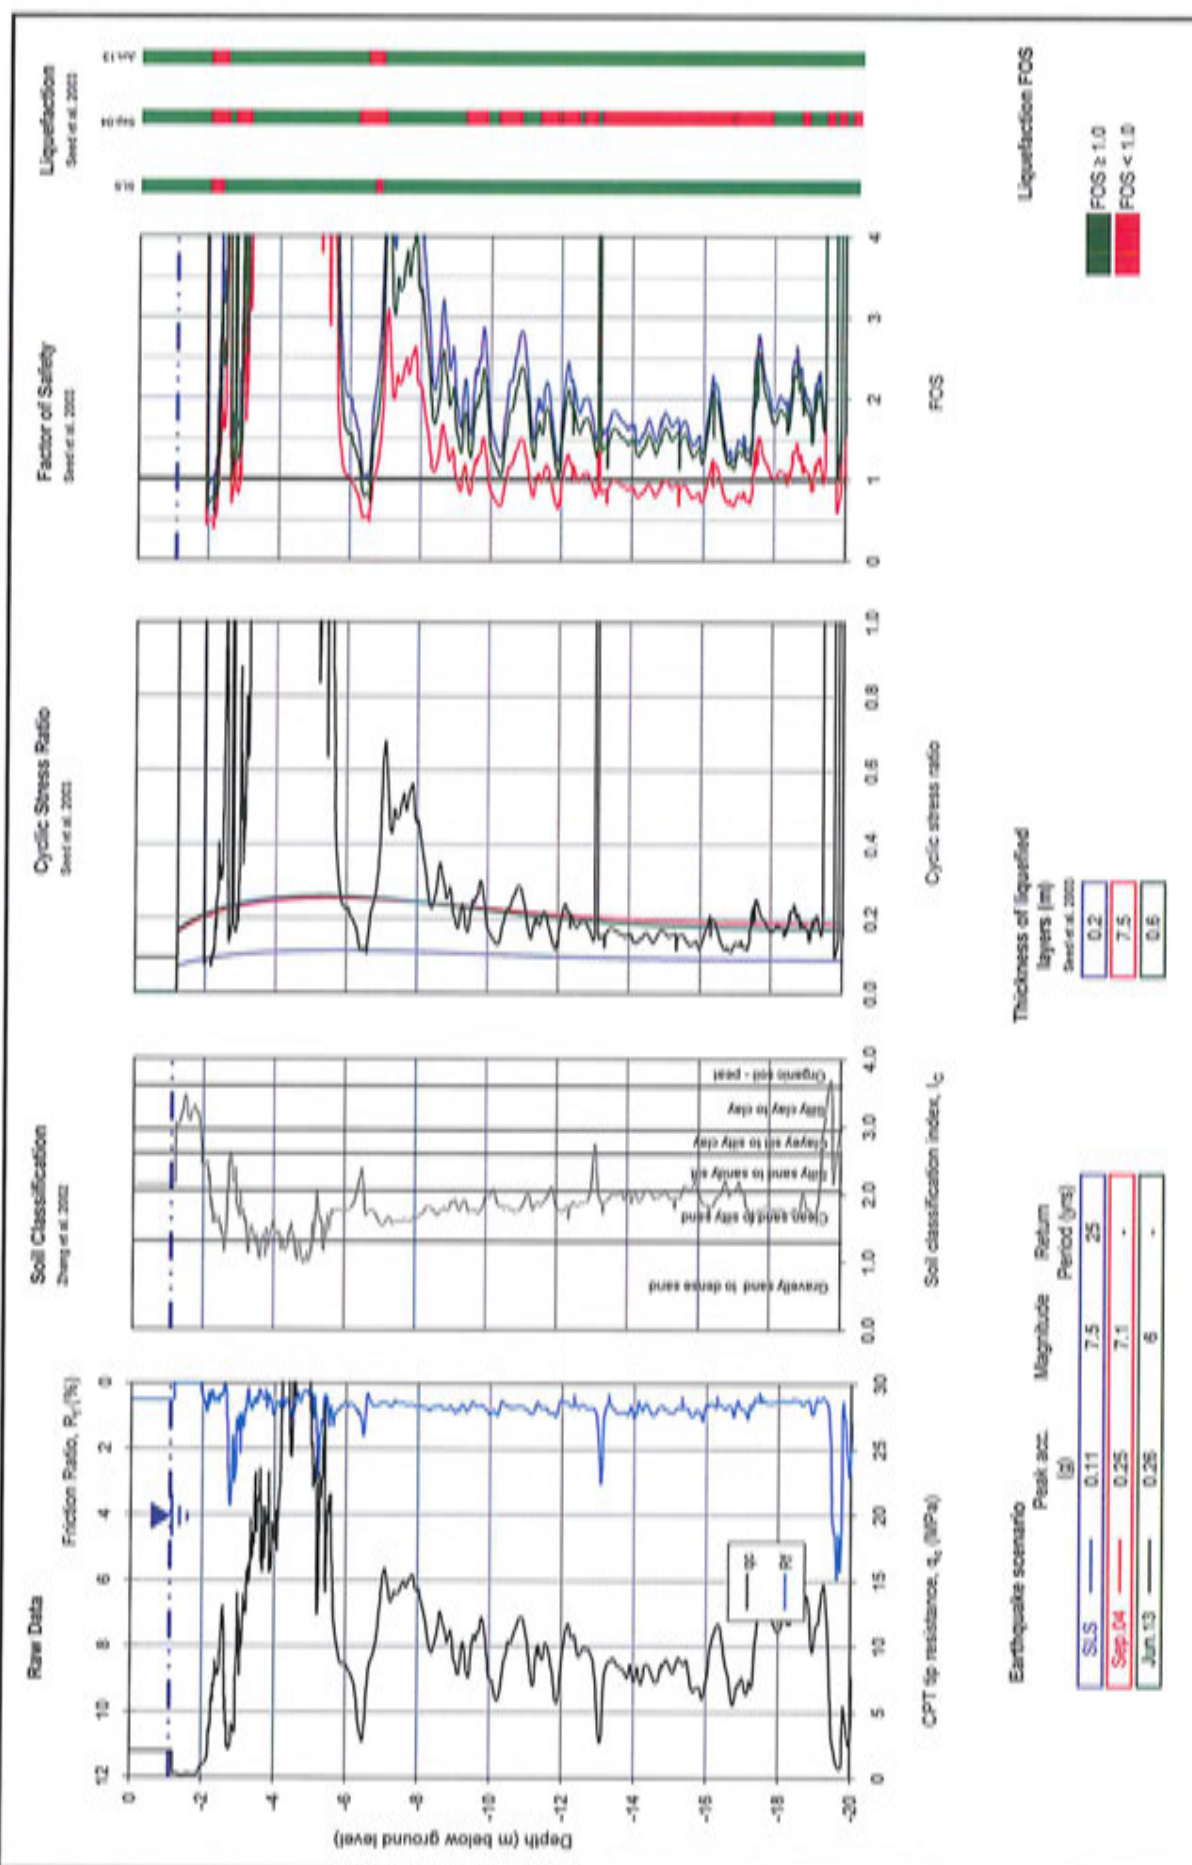 Raw Data
Friction Ratio, Rf (%)
12 10 8 6 4 2 0
0
-2
-4
-6
-8
-10
-12
-14
-16
-18
-20
Depth (m below ground level)
qc
Rf
0 5 10 15 20 25 30
CPT tip resistance, qc (MPa)
Soil Classification
Zhang et al. 2002
Gravelly sand to dense sand
Clean sand to silty sand
Silty sand to sandy silt
Clayey silt to silty clay
Silty clay to clay
Organic soil - peat
0.0 1.0 2.0 3.0 4.0
Soil classification index, IC
Cyclic Stress Ratio
Seed et al. 2003
0.0 0.2 0.4 0.6 0.8 1.0
Cyclic stress ratio
Factor of Safety
Seed et al. 2003
0 1 2 3 4
FOS
Liquefaction
Seed et al. 2003
SLS Sep.04 Jun.13
Earthquake scenario
Peak acc. (g) Magnitude Return Period (yrs)
SLS 0.11 7.5 25
Sep.04 0.25 7.1 -
Jun.13 0.26 6 -
Thickness of liquefied
layers (m)
Seed et al. 2003
0.2
7.5
0.6
Liquefaction FOS
FOS ≥ 1.0
FOS < 1.0